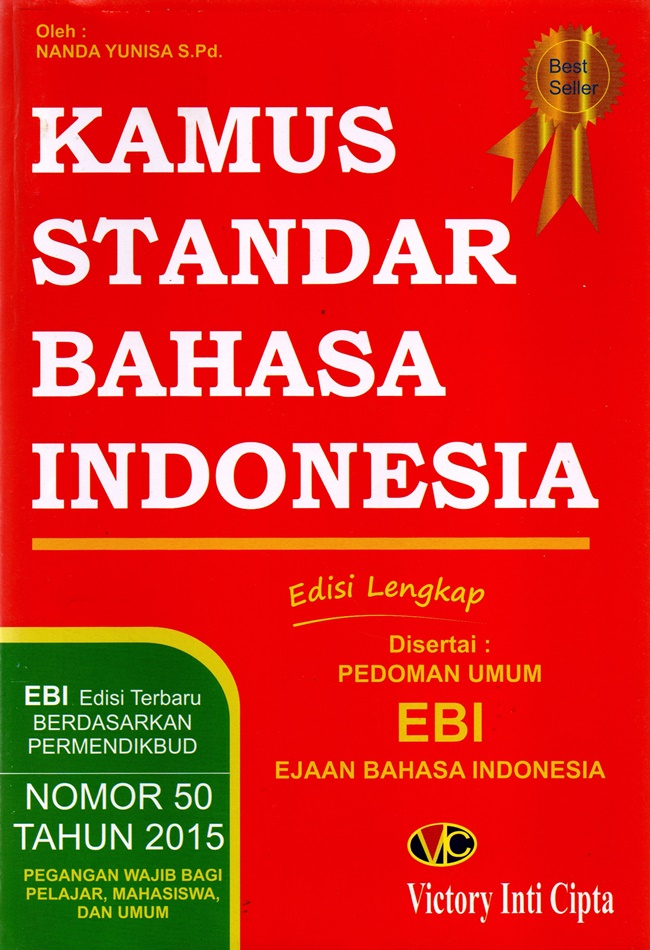 Oleh :
NANDA YUNISA S.Pd.
Best
Seller
KAMUS
STANDAR
BAHASA
INDONESIA
Edisi Lengkap
Disertai :
PEDOMAN UMUM
EBI
EJAAN BAHASA INDONESIA
EBI Edisi Terbaru
BERDASARKAN
PERMENDIKBUD
NOMOR 50
TAHUN 2015
PEGANGAN WAJIB BAGI
PELAJAR, MAHASISWA,
DAN UMUM
VIC
Victory Inti Cipta